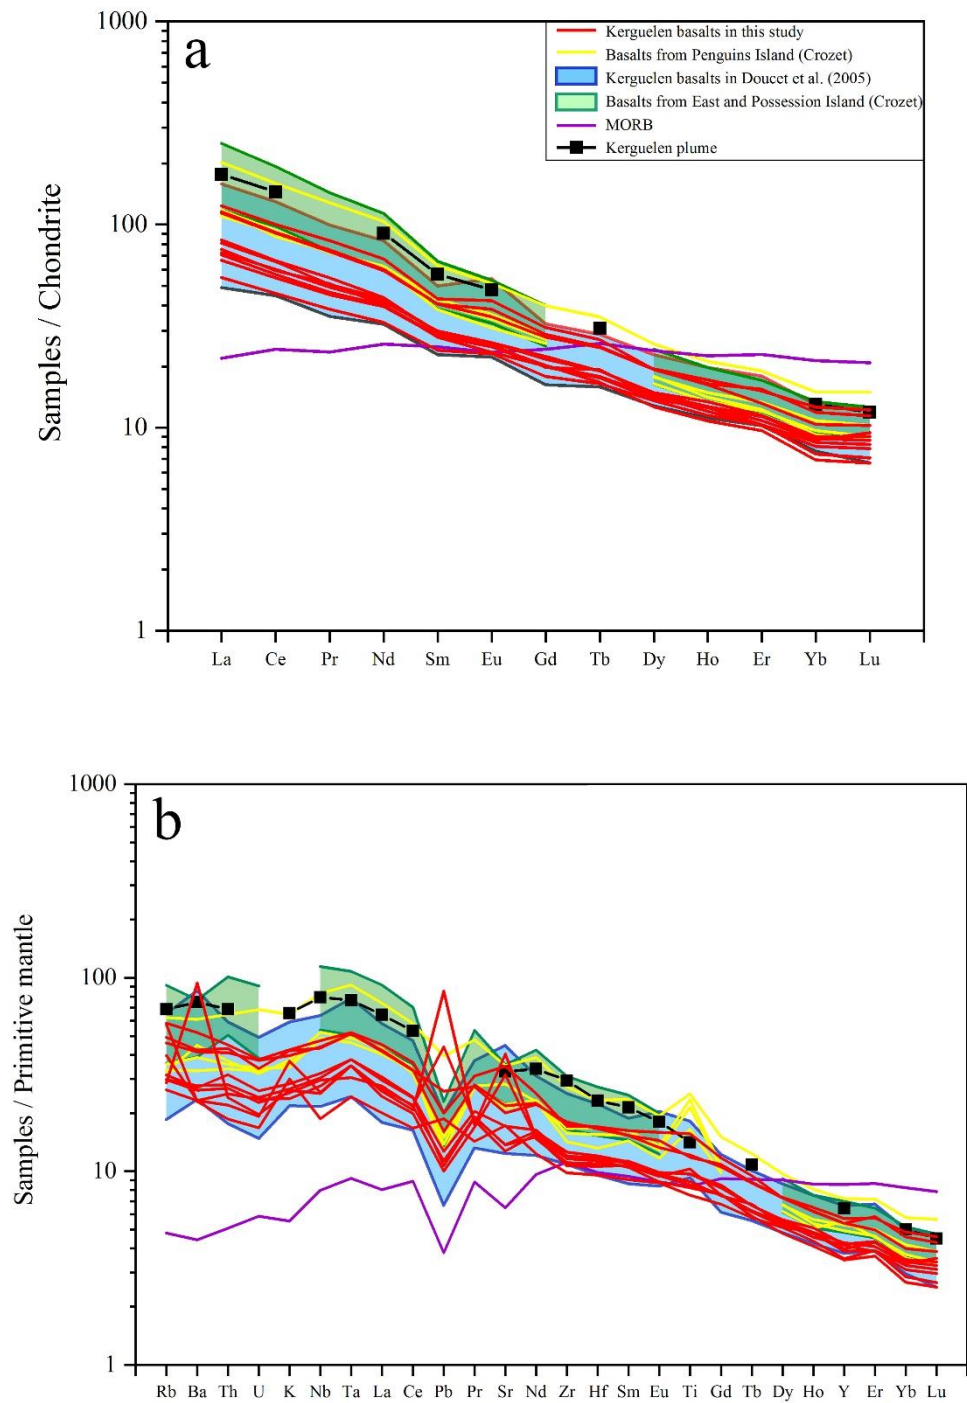 1000
a
Kerguelen basalts in this study
Basalts from Penguins Island (Crozet)
Kerguelen basalts in Doucet et al. (2005)
Basalts from East and Possession Island (Crozet)
MORB
Kerguelen plume
100
Samples / Chondrite
10
1
La Ce Pr Nd Sm Eu Gd Tb Dy Ho Er Yb Lu
1000
b
100
Samples / Primitive mantle
10
1
Rb Ba Th U K Nb Ta La Ce Pb Pr Sr Nd Zr Hf Sm Eu Ti Gd Tb Dy Ho Y Er Yb Lu